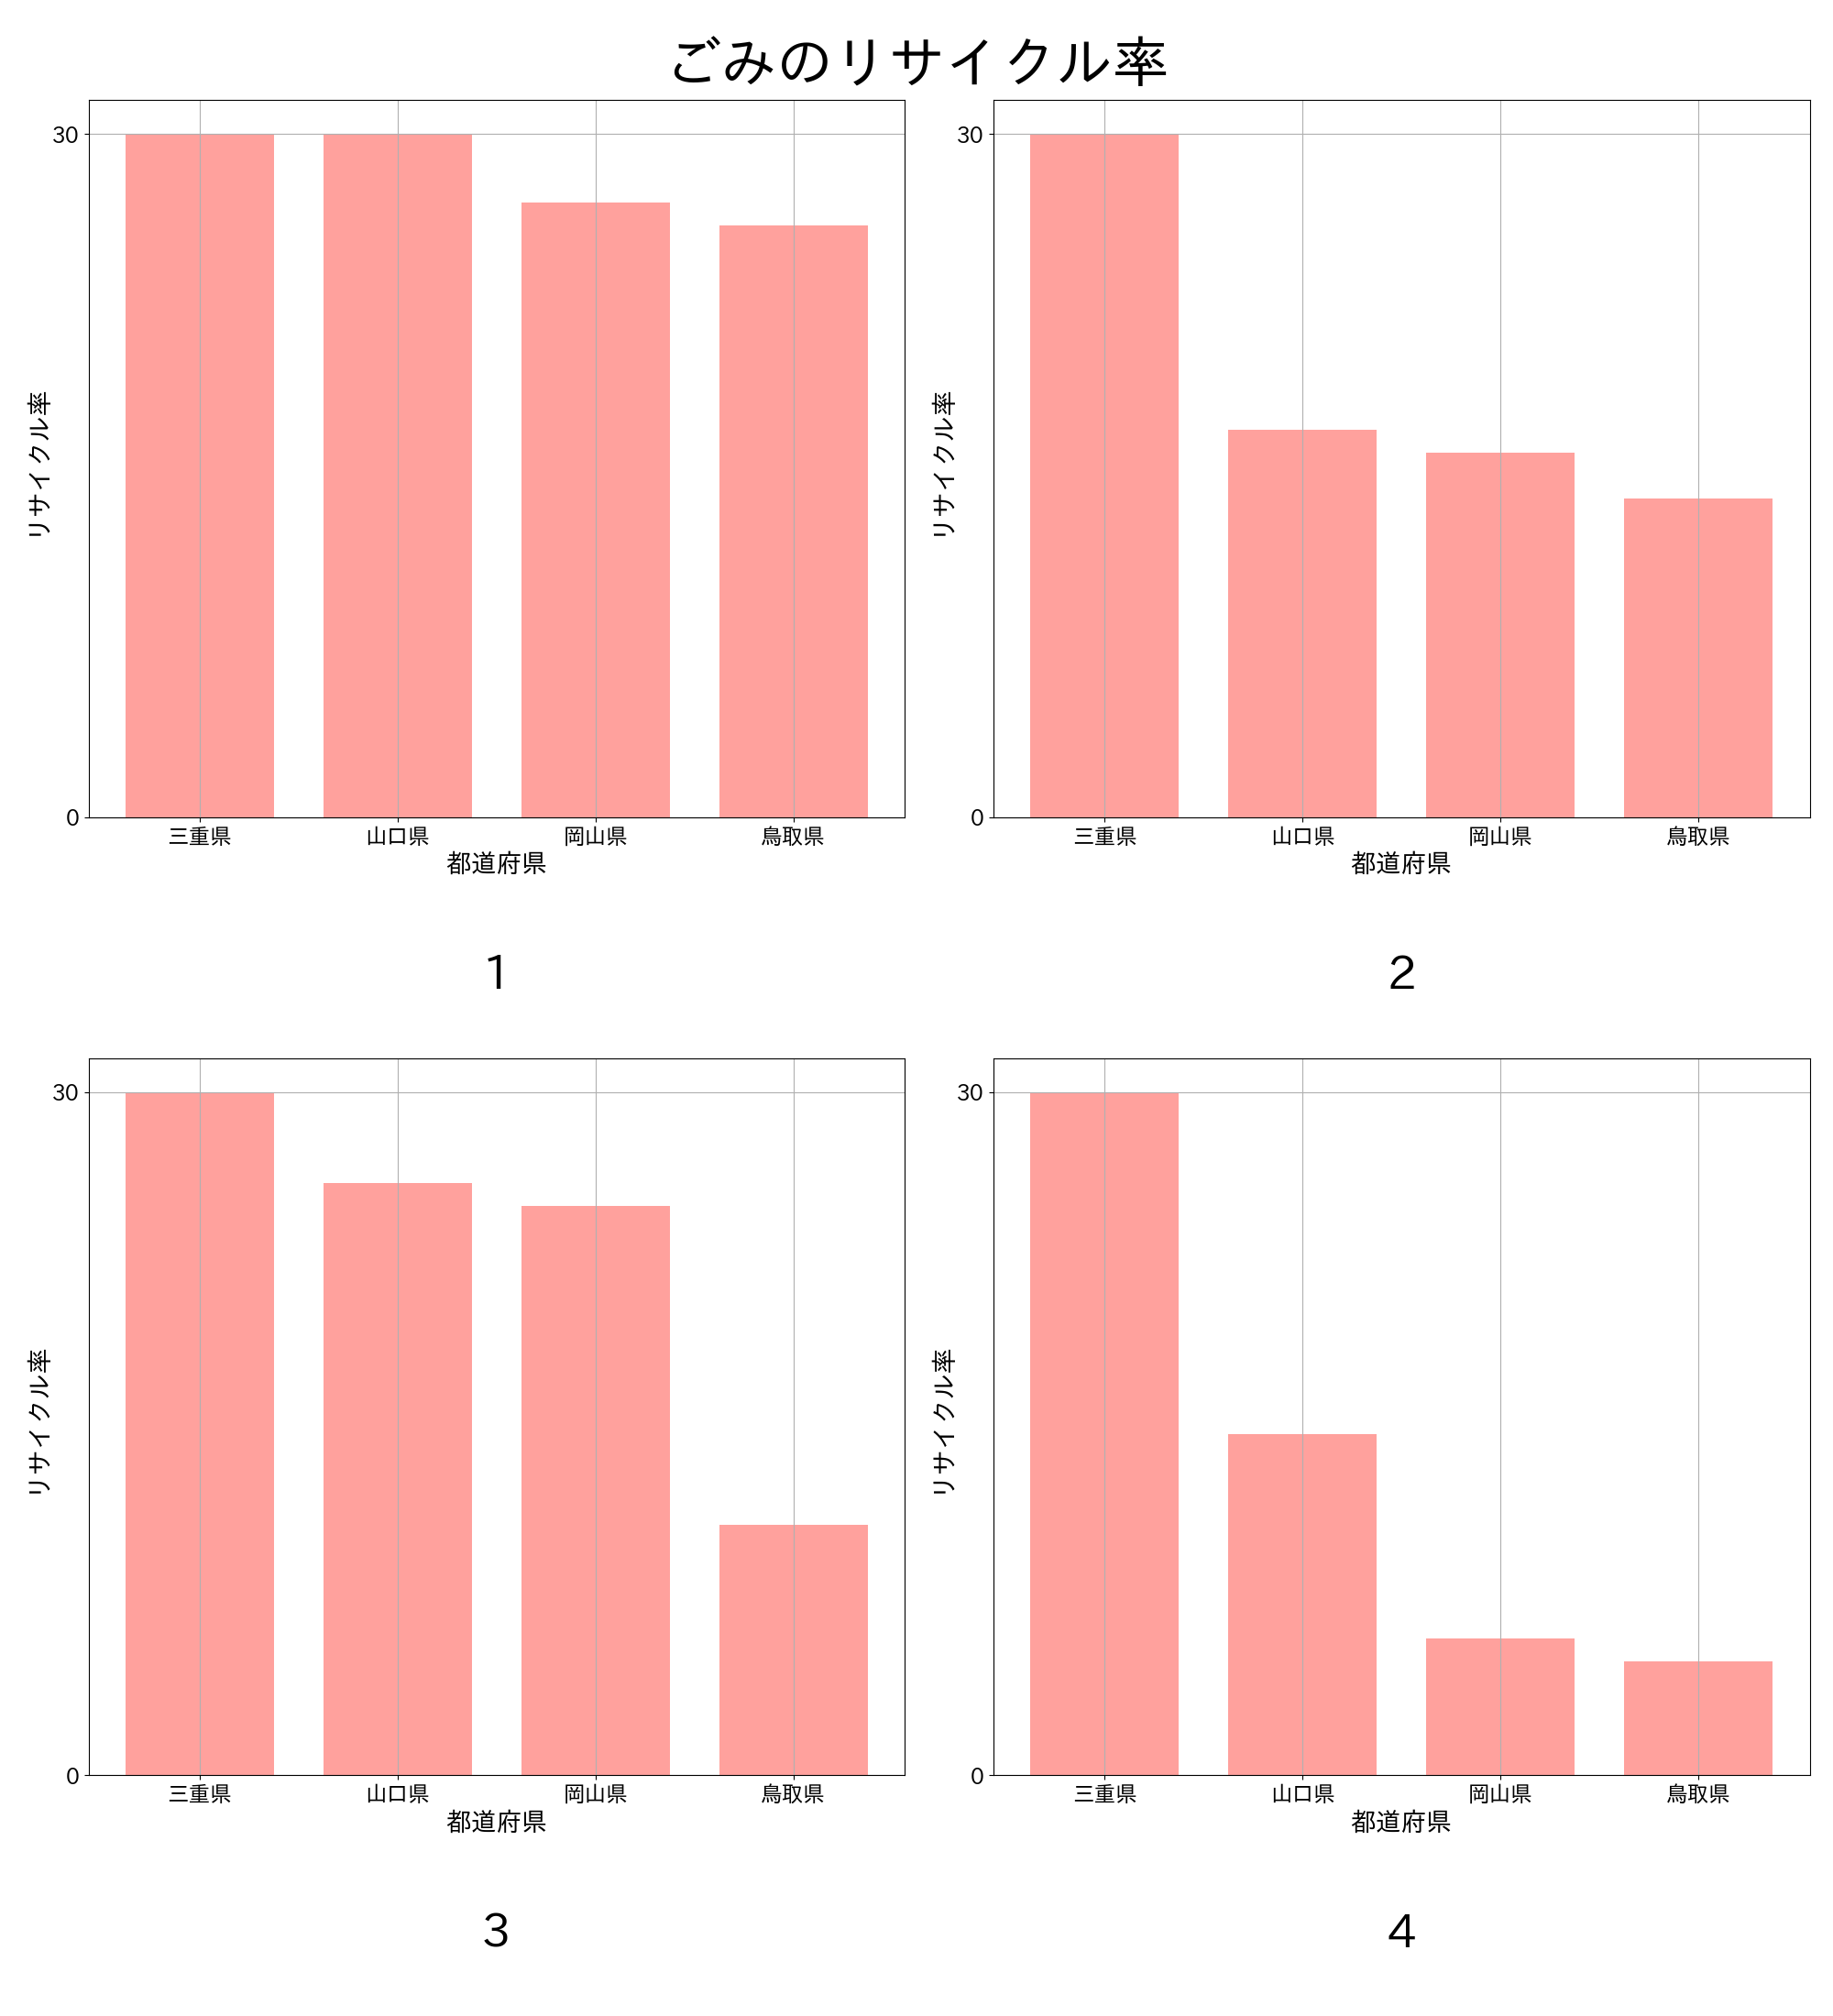 ごみのリサイクル率
30
0
リサイクル率
三重県 山口県 岡山県 鳥取県
都道府県
1
30
0
リサイクル率
三重県 山口県 岡山県 鳥取県
都道府県
2
30
0
リサイクル率
三重県 山口県 岡山県 鳥取県
都道府県
3
30
0
リサイクル率
三重県 山口県 岡山県 鳥取県
都道府県
4